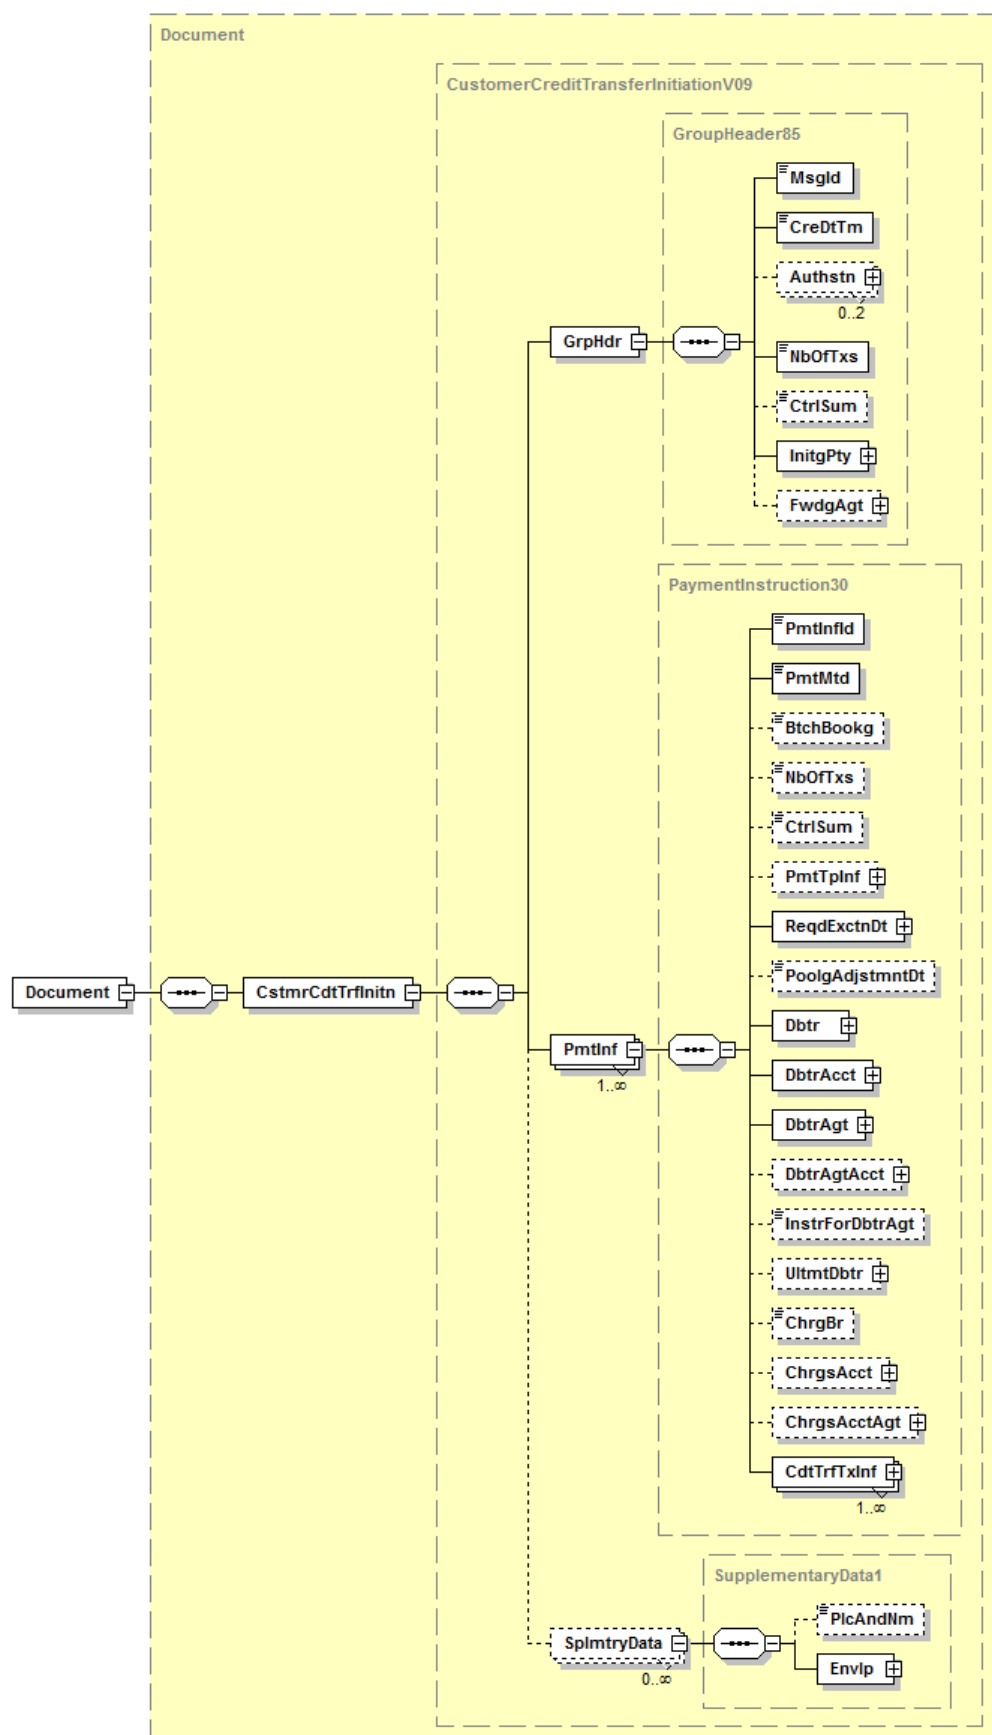 Document
CustomerCreditTransferInitiationV09
GroupHeader85
MsgId
CreDtTm
Authstn
0..2
GrpHdr
NbOfTxs
CtrlSum
InitgPty
FwdgAgt
PaymentInstruction30
PmtInfId
PmtMtd
BtchBookg
NbOfTxs
CtrlSum
PmtTpInf
ReqdExctnDt
PoolgAdjstmntDt
Document
CstmrCdtTrfInitn
Dbtr
PmtInf
1..∞
DbtrAcct
DbtrAgt
DbtrAgtAcct
InstrForDbtrAgt
UltmtDbtr
ChrgBr
ChrgsAcct
ChrgsAcctAgt
CdtTrfTxInf
1..∞
SupplementaryData1
PlcAndNm
SplmtryData
0..∞
Envlp